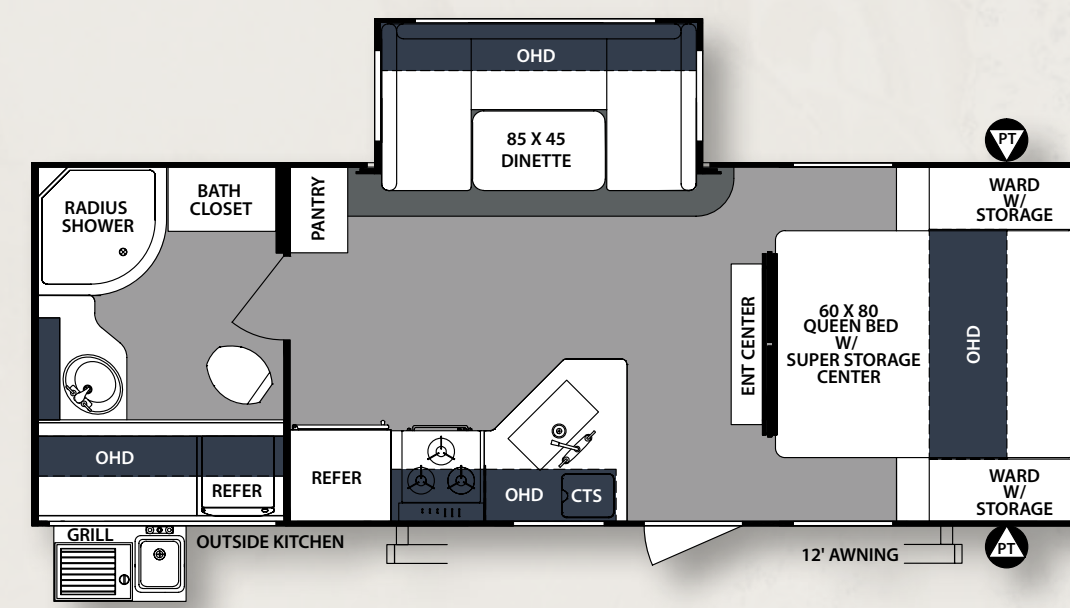 OHD
85 X 45
DINETTE
PT
RADIUS
SHOWER
BATH
CLOSET
PANTRY
WARD
W/
STORAGE
ENT CENTER
60 X 80
QUEEN BED
W/
SUPER STORAGE
CENTER
OHD
OHD
REFER
REFER
OHD
CTS
WARD
W/
STORAGE
GRILL
OUTSIDE KITCHEN
12' AWNING
PT